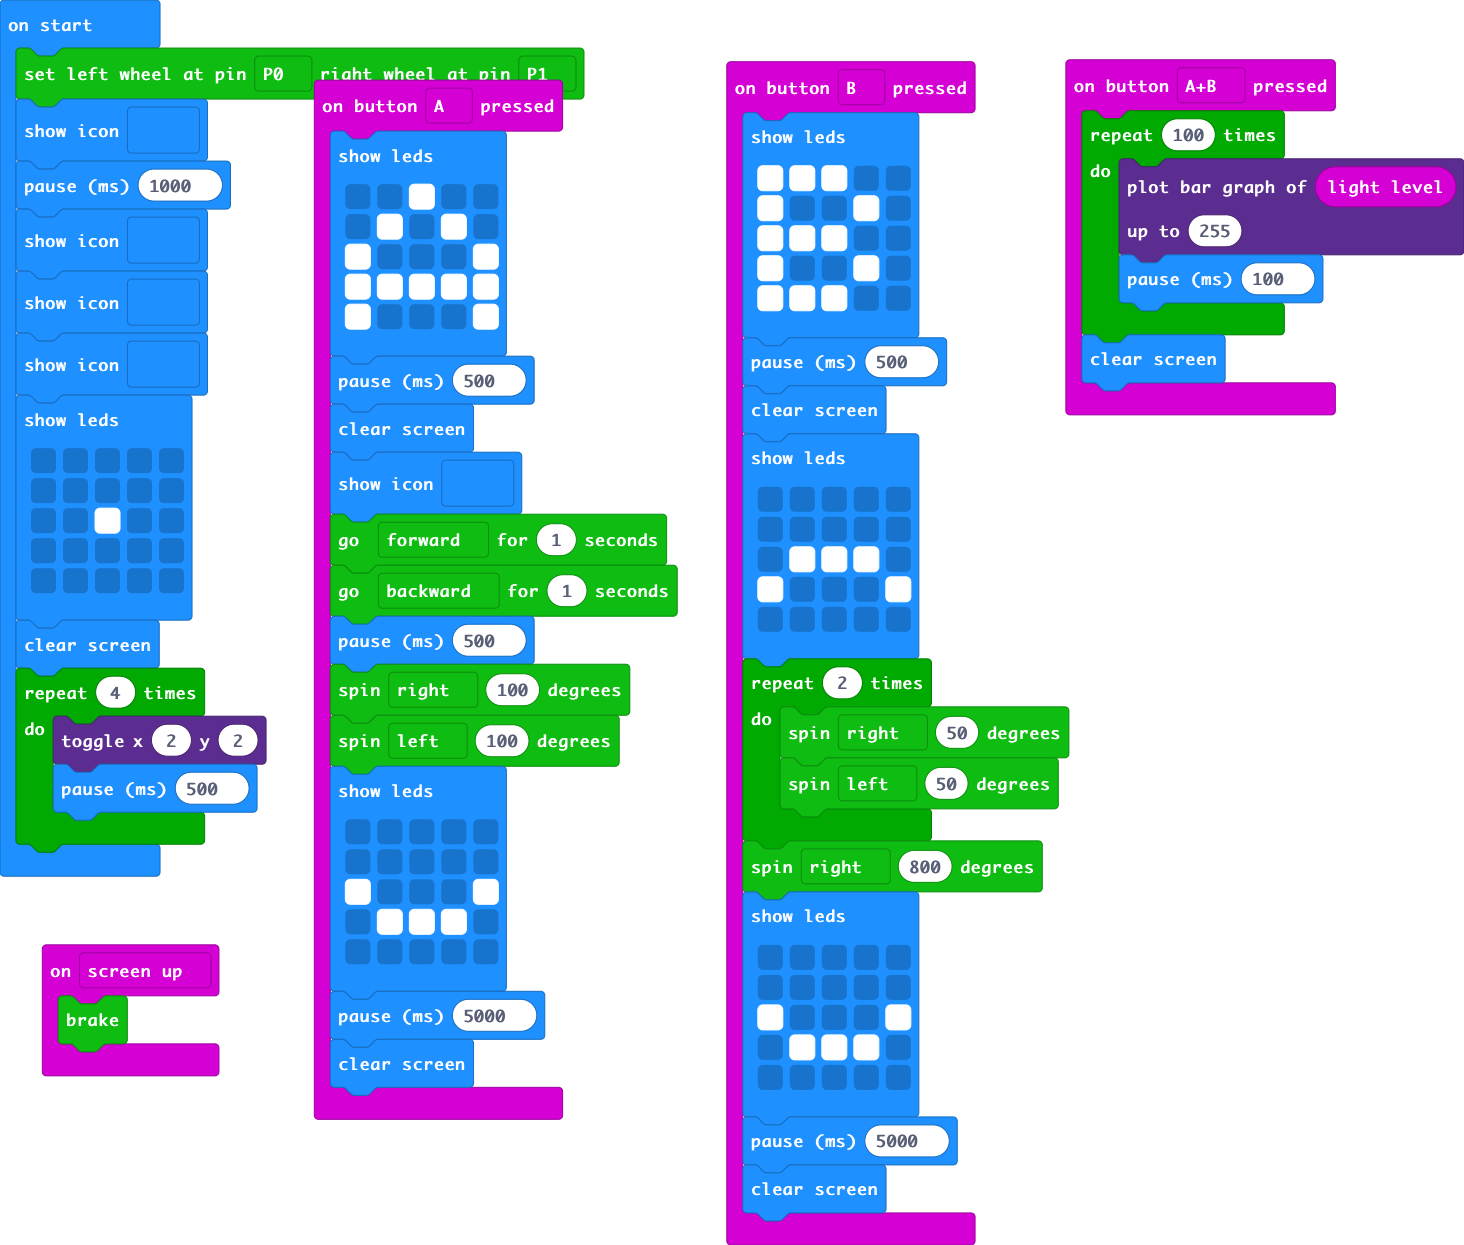 on start
set left wheel at pin P0 right wheel at pin P1
show icon
pause (ms) 1000
show icon
show icon
show icon
show leds
clear screen
repeat 4 times
do
toggle x 2 y 2
pause (ms) 500
on screen up
brake
on button A pressed
show leds
pause (ms) 500
clear screen
show icon
go forward for 1 seconds
go backward for 1 seconds
pause (ms) 500
spin right 100 degrees
spin left 100 degrees
show leds
pause (ms) 5000
clear screen
on button B pressed
show leds
pause (ms) 500
clear screen
show leds
repeat 2 times
do
spin right 50 degrees
spin left 50 degrees
spin right 800 degrees
show leds
pause (ms) 5000
clear screen
on button A+B pressed
repeat 100 times
do
plot bar graph of light level
up to 255
pause (ms) 100
clear screen